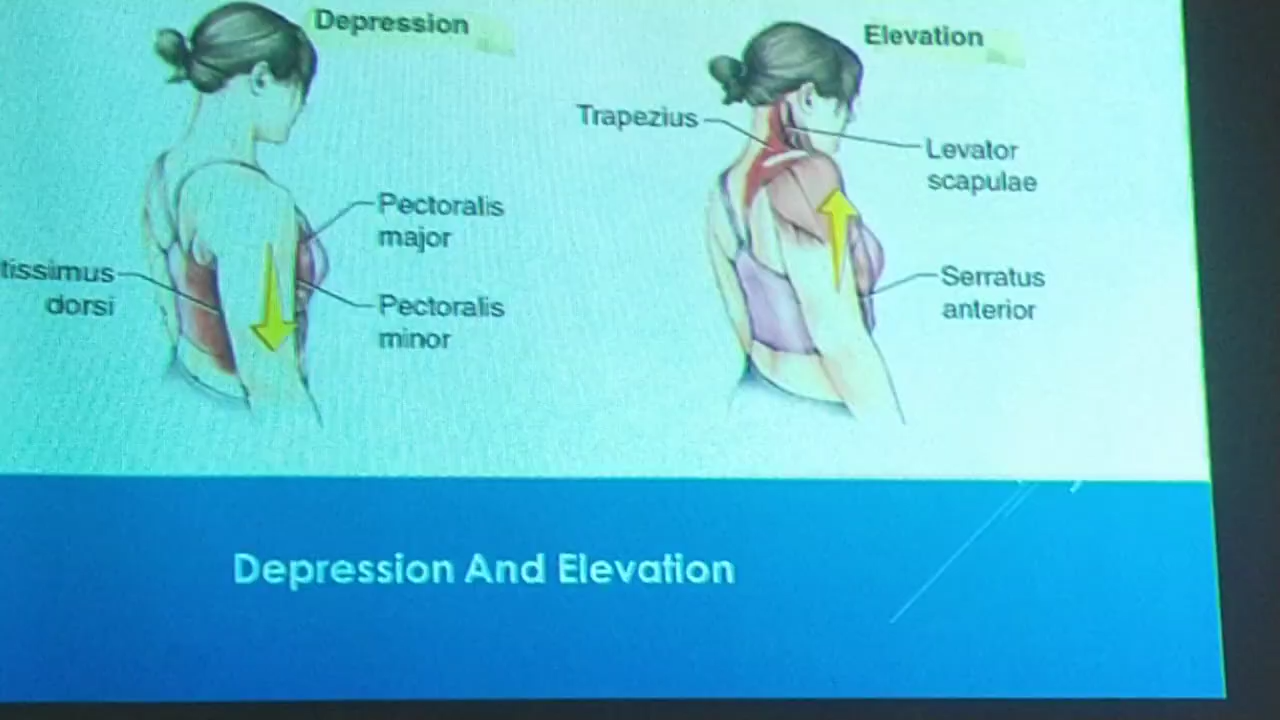 Depression
Pectoralis
major
tissimus
dorsi
Pectoralis
minor
Elevation
Trapezius
Levator
scapulae
Serratus
anterior
Depression And Elevation